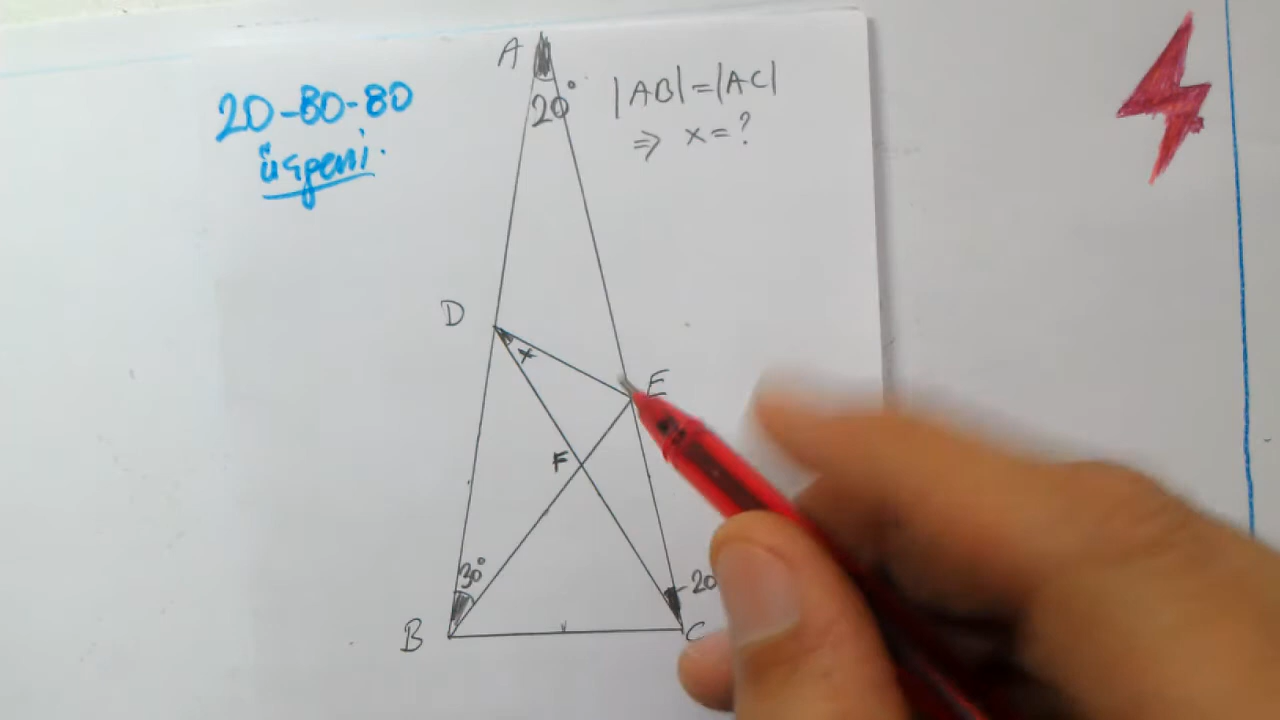 A
20-80-80
üçgeni.
20°
|AB|=|AC|
⇒ x=?
D
x
E
F
30°
20
B
C